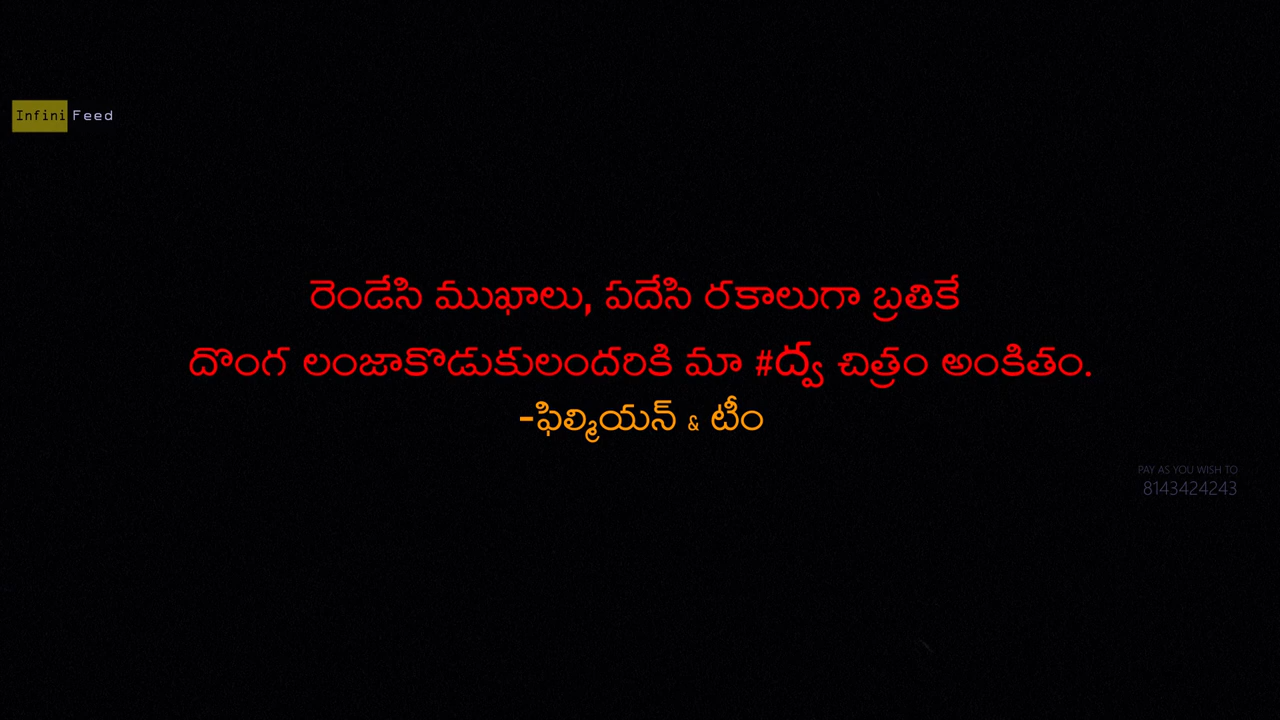 Infini Feed
రెండేసి ముఖాలు, పదేసి రకాలుగా బ్రతికే
దొంగ లంజాకొడుకులందరికి మా #ద్వ చిత్రం అంకితం.
-ఫిల్మియన్ & టీం
PAY AS YOU WISH TO
8143424243